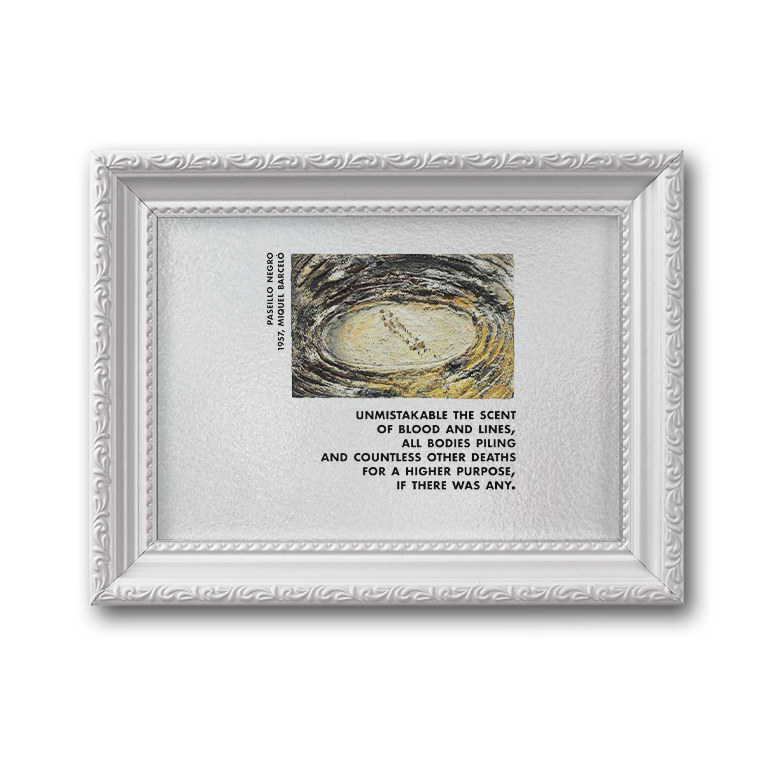 PASEILLO NEGRO
1957, MIQUEL BARCELÓ
UNMISTAKABLE THE SCENT
OF BLOOD AND LINES,
ALL BODIES PILING
AND COUNTLESS OTHER DEATHS
FOR A HIGHER PURPOSE,
IF THERE WAS ANY.